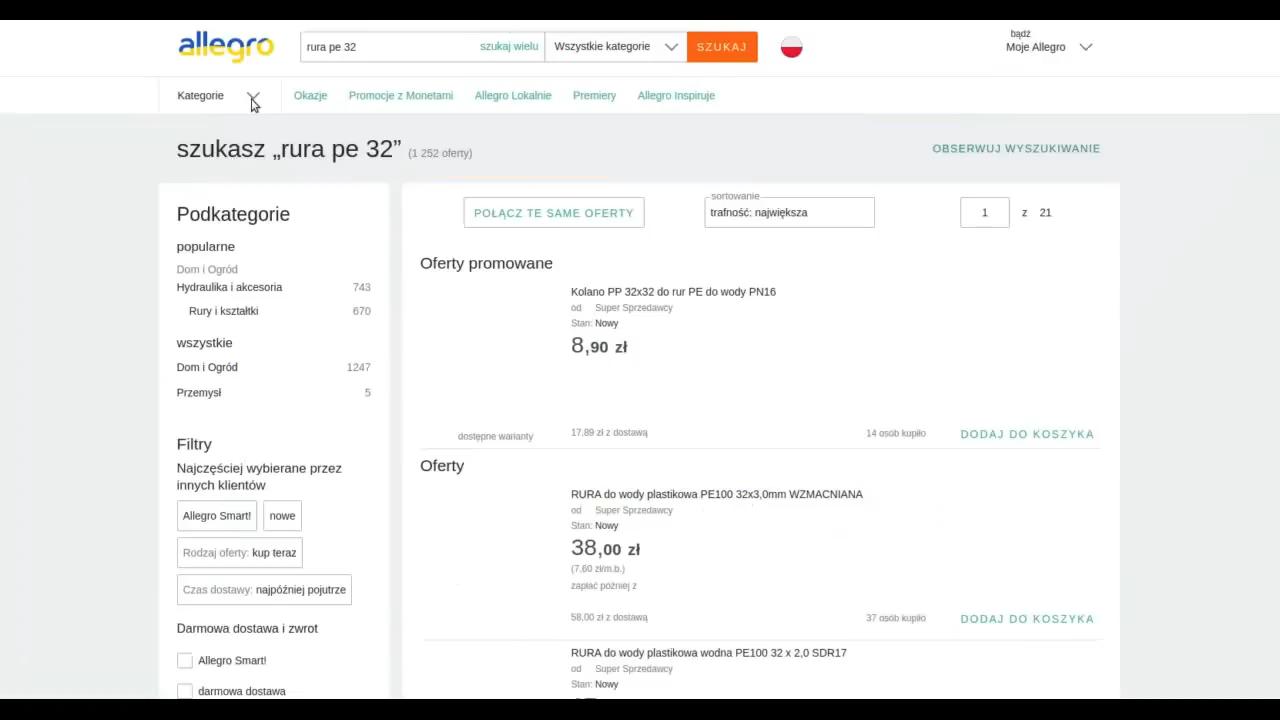 allegro
rura pe 32
szukaj wielu
Wszystkie kategorie
SZUKAJ
bądź
Moje Allegro
Kategorie
Okazje
Promocje z Monetami
Allegro Lokalnie
Premiery
Allegro Inspiruje
szukasz „rura pe 32” (1 252 oferty)
OBSERWUJ WYSZUKIWANIE
Podkategorie
popularne
Dom i Ogród
Hydraulika i akcesoria 743
Rury i kształtki 670
wszystkie
Dom i Ogród 1247
Przemysł 5
Filtry
Najczęściej wybierane przez
innych klientów
Allegro Smart! nowe
Rodzaj oferty: kup teraz
Czas dostawy: najpóźniej pojutrze
Darmowa dostawa i zwrot
Allegro Smart!
darmowa dostawa
POŁĄCZ TE SAME OFERTY
sortowanie
trafność: największa
1 z 21
Oferty promowane
Kolano PP 32x32 do rur PE do wody PN16
od Super Sprzedawcy
Stan: Nowy
8,90 zł
dostępne warianty
17,89 zł z dostawą
14 osób kupiło
DODAJ DO KOSZYKA
Oferty
RURA do wody plastikowa PE100 32x3,0mm WZMACNIANA
od Super Sprzedawcy
Stan: Nowy
38,00 zł
(7,60 zł/m.b.)
zapłać później z
58,00 zł z dostawą
37 osób kupiło
DODAJ DO KOSZYKA
RURA do wody plastikowa wodna PE100 32 x 2,0 SDR17
od Super Sprzedawcy
Stan: Nowy